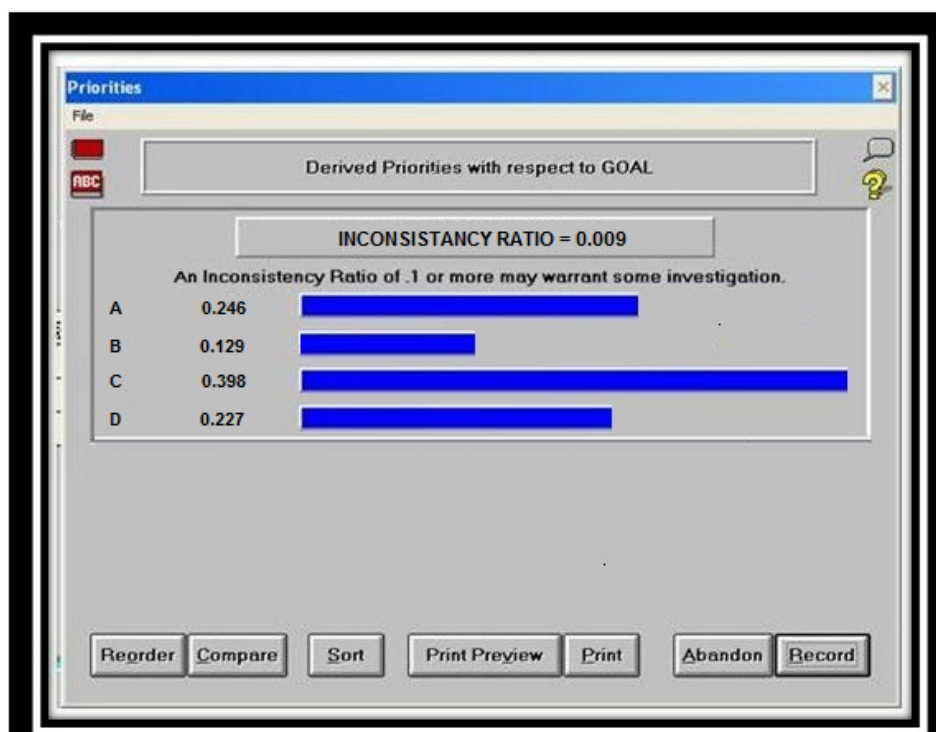 Priorities
File
Derived Priorities with respect to GOAL
ABC
INCONSISTANCY RATIO = 0.009
An Inconsistency Ratio of .1 or more may warrant some investigation.
A 0.246
B 0.129
C 0.398
D 0.227
Reorder Compare Sort Print Preview Print Abandon Record